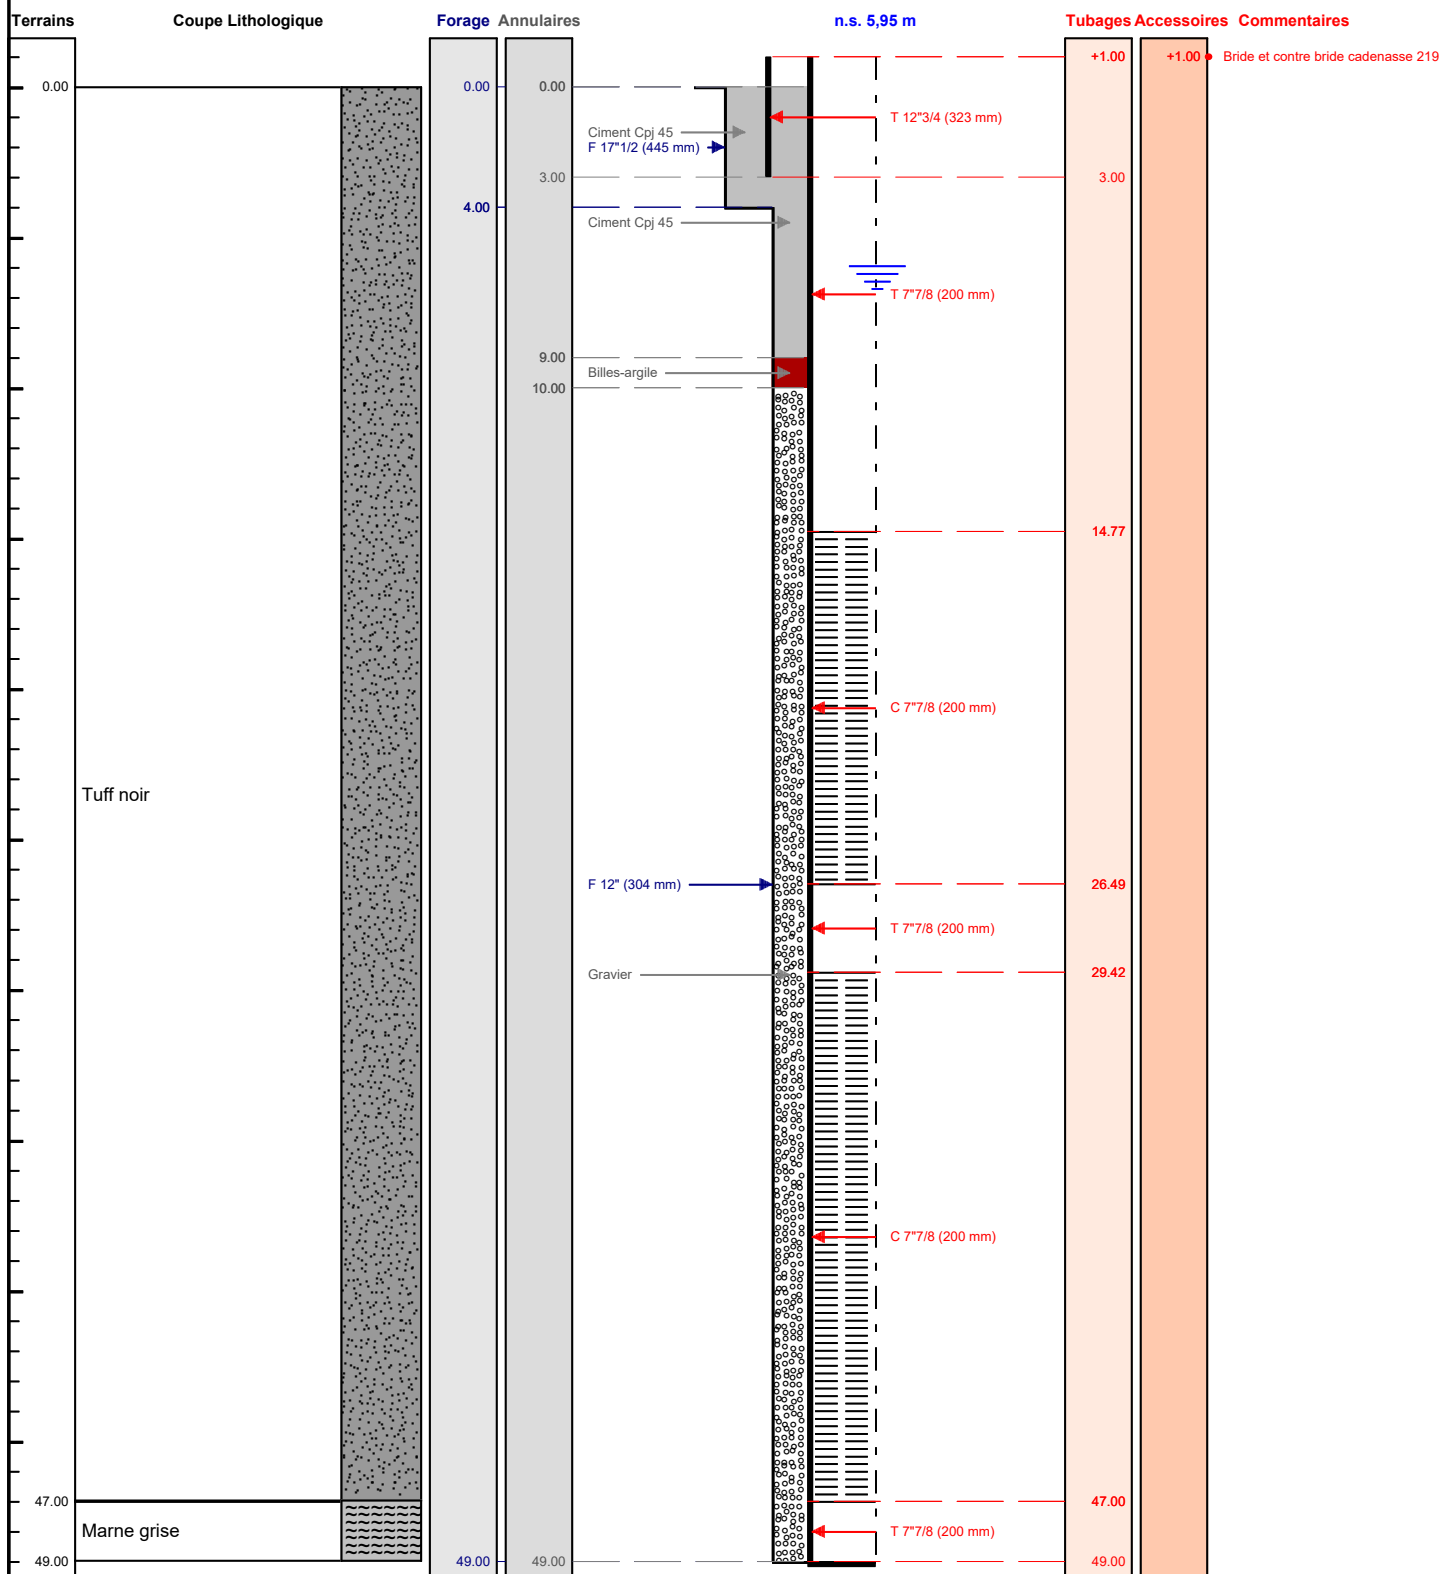 Terrains Coupe Lithologique Forage Annulaires n.s. 5,95 m Tubages Accessoires Commentaires
+1.00 +1.00 Bride et contre bride cadenasse 219
0.00 0.00 0.00
T 12"3/4 (323 mm)
Ciment Cpj 45
F 17"1/2 (445 mm)
3.00 3.00
4.00
Ciment Cpj 45
T 7"7/8 (200 mm)
9.00
Billes-argile
10.00
14.77
C 7"7/8 (200 mm)
Tuff noir
F 12" (304 mm) 26.49
T 7"7/8 (200 mm)
Gravier 29.42
C 7"7/8 (200 mm)
47.00 47.00
Marne grise T 7"7/8 (200 mm)
49.00 49.00 49.00 49.00